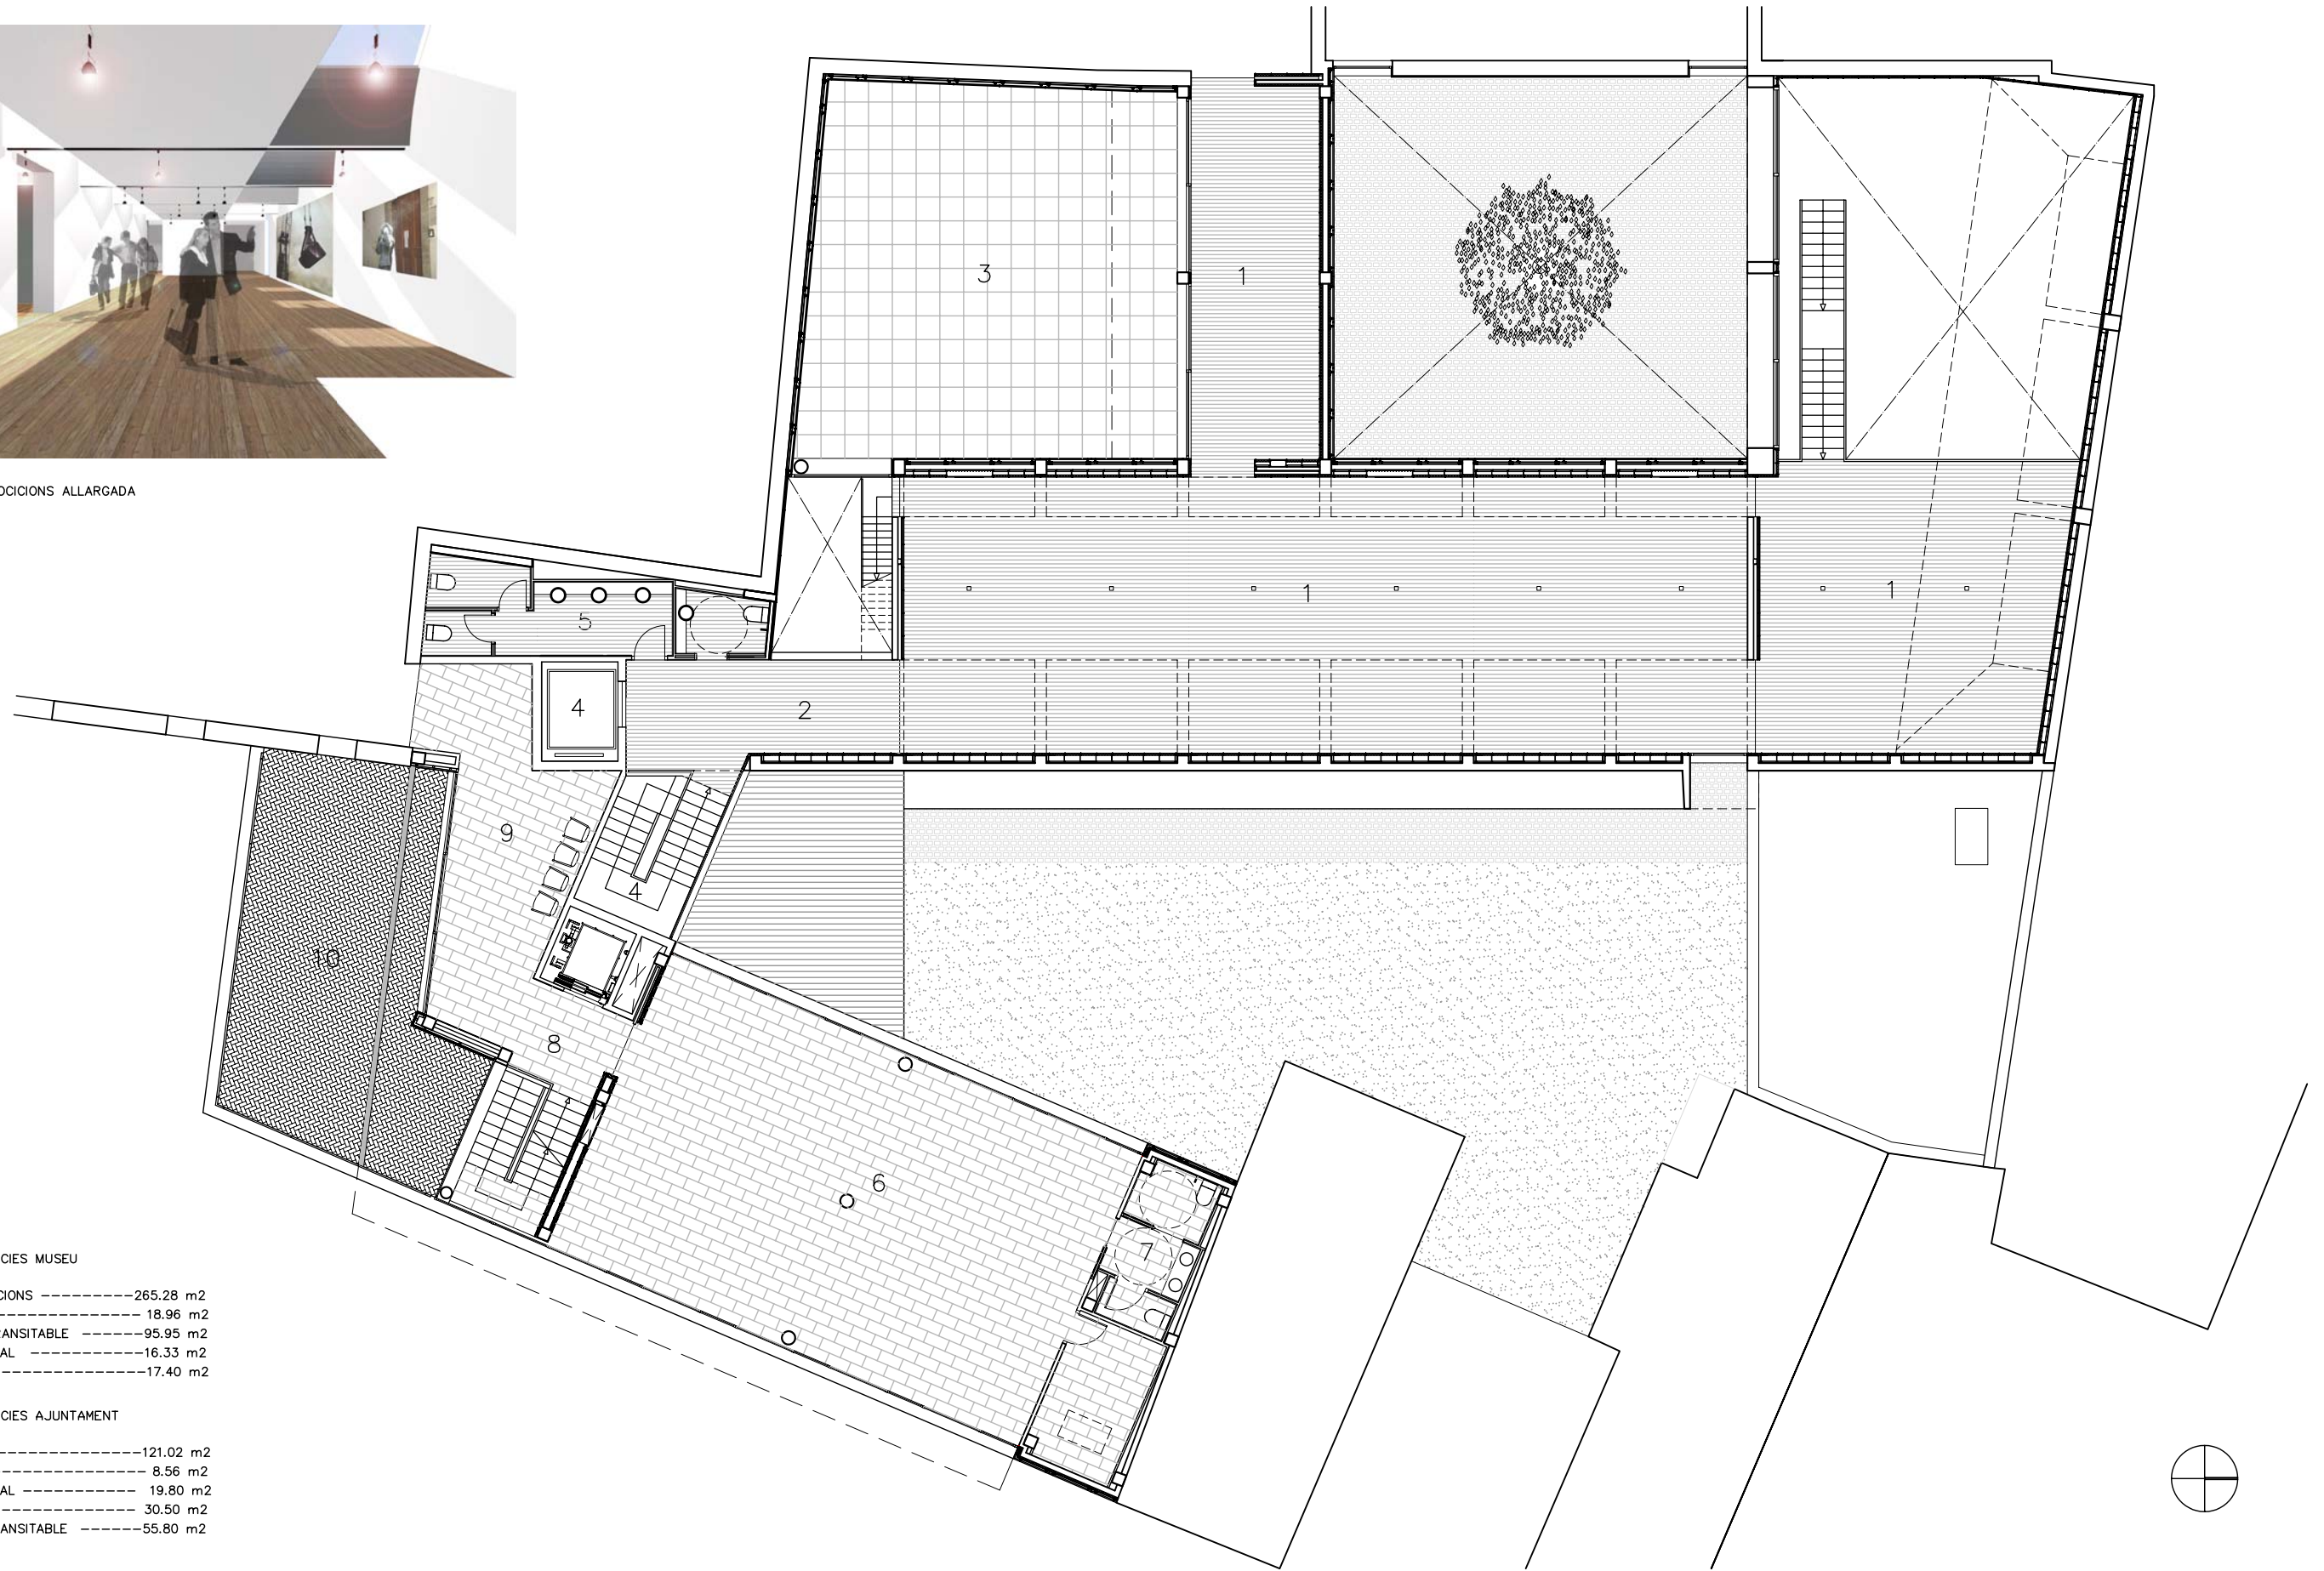 OCICIONS ALLARGADA
3
1
1
1
5
4
2
9
4
10
8
6
7
CIES MUSEU
CIONS ---------265.28 m2
-------------- 18.96 m2
RANSITABLE ------95.95 m2
AL -----------16.33 m2
--------------17.40 m2
CIES AJUNTAMENT
--------------121.02 m2
-------------- 8.56 m2
AL ----------- 19.80 m2
------------- 30.50 m2
ANSITABLE ------55.80 m2